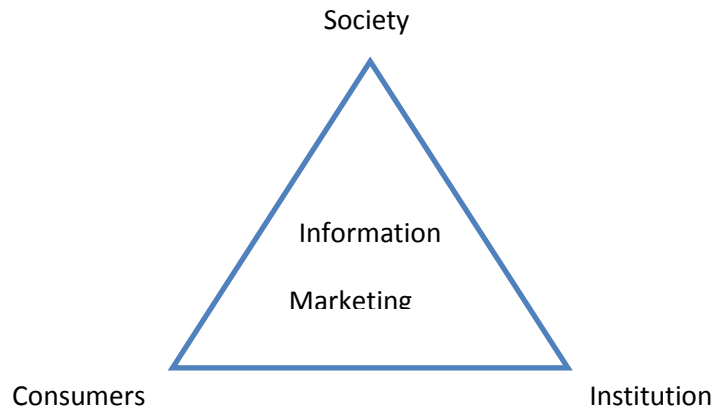 Society
Information
Marketing
Consumers
Institution